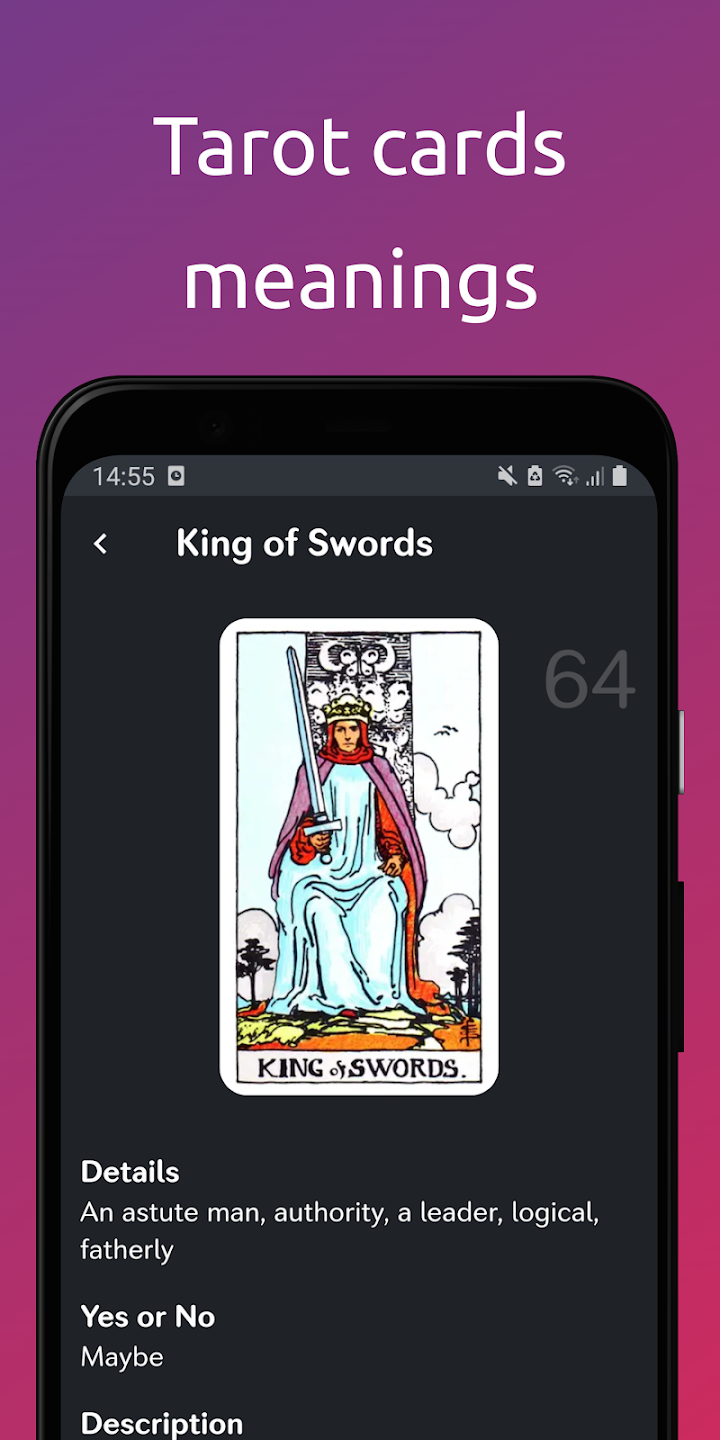 Tarot cards
meanings
14:55
King of Swords
64
KING of SWORDS.
Details
An astute man, authority, a leader, logical,
fatherly
Yes or No
Maybe
Description